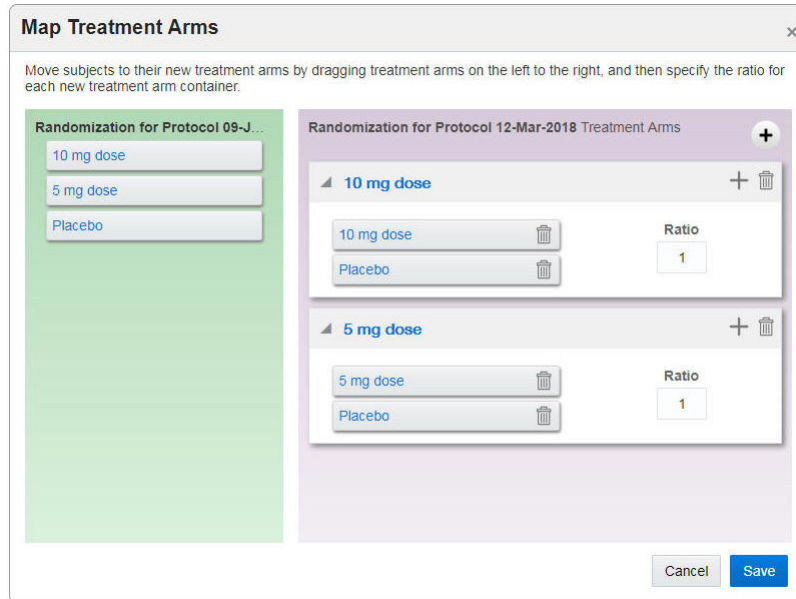 Map Treatment Arms
Move subjects to their new treatment arms by dragging treatment arms on the left to the right, and then specify the ratio for
each new treatment arm container.
Randomization for Protocol 09-J...
10 mg dose
5 mg dose
Placebo
Randomization for Protocol 12-Mar-2018 Treatment Arms
10 mg dose
10 mg dose
Placebo
Ratio
1
5 mg dose
5 mg dose
Placebo
Ratio
1
Cancel
Save